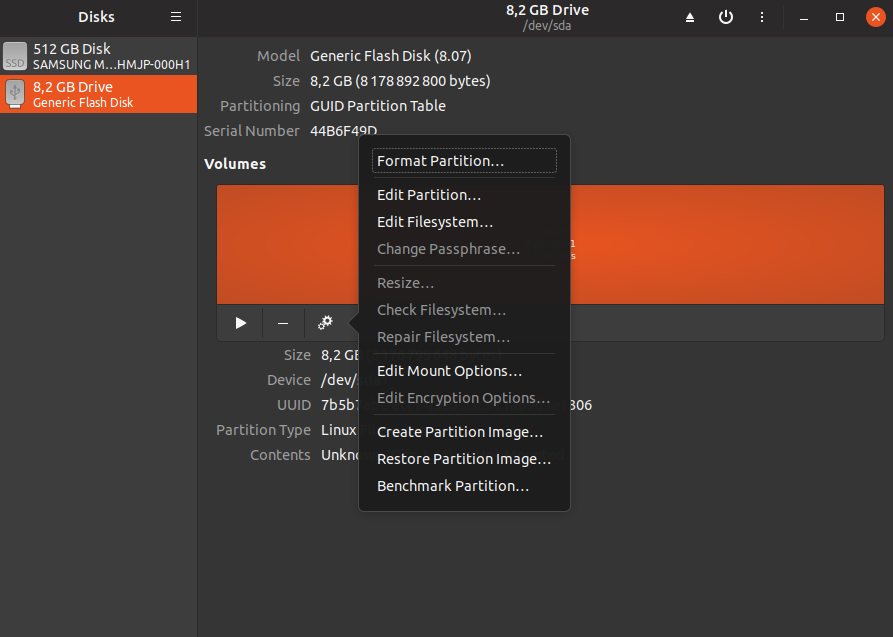 Disks
8,2 GB Drive
/dev/sda
512 GB Disk
SAMSUNG M...HMJP-000H1
SSD
8,2 GB Drive
Generic Flash Disk
Model Generic Flash Disk (8.07)
Size 8,2 GB (8 178 892 800 bytes)
Partitioning GUID Partition Table
Serial Number 44B6F49D
Volumes
Format Partition...
Edit Partition...
Edit Filesystem...
Change Passphrase...
Resize...
Check Filesystem...
Repair Filesystem...
Edit Mount Options...
Edit Encryption Options...
Create Partition Image...
Restore Partition Image...
Benchmark Partition...
Size 8,2 GB
Device /dev/
UUID 7b5b7 306
Partition Type Linux
Contents